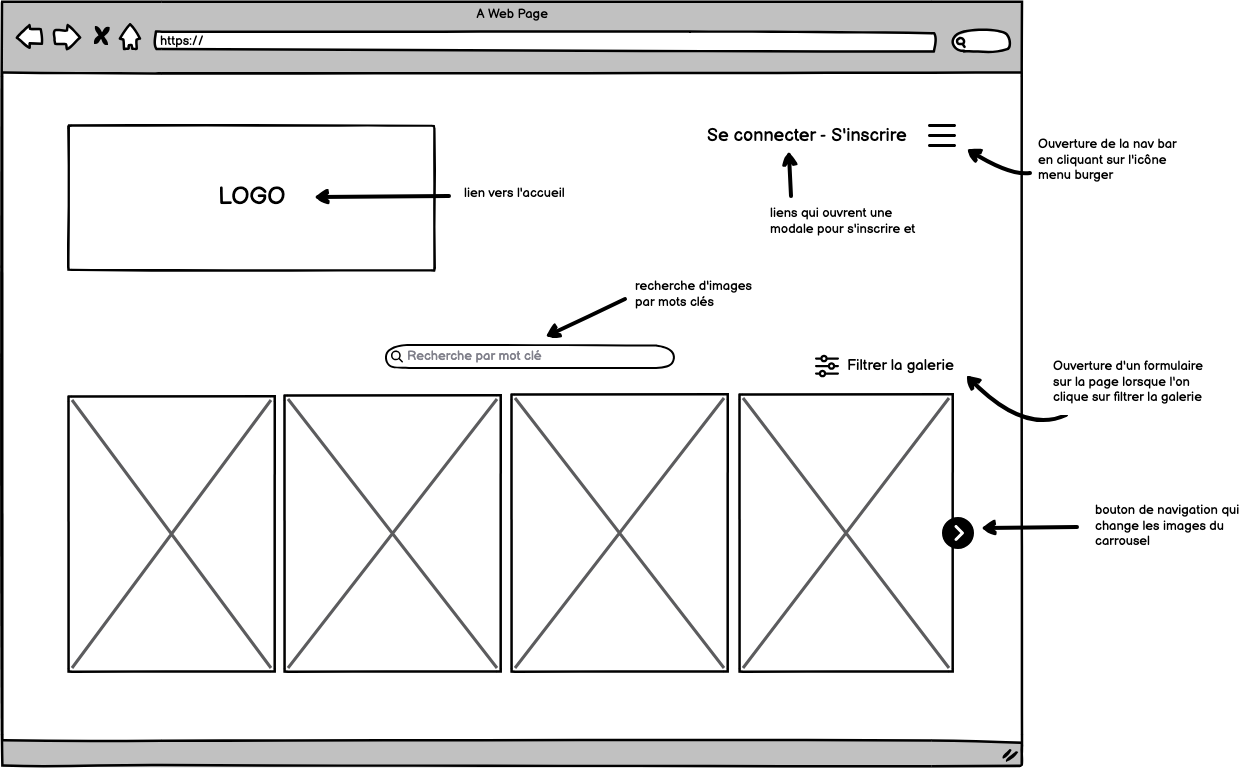 A Web Page
https://
Se connecter - S'inscrire
Ouverture de la nav bar
en cliquant sur l'icône
menu burger
LOGO
lien vers l'accueil
liens qui ouvrent une
modale pour s'inscrire et
recherche d'images
par mots clés
Recherche par mot clé
Filtrer la galerie
Ouverture d'un formulaire
sur la page lorsque l'on
clique sur filtrer la galerie
bouton de navigation qui
change les images du
carrousel